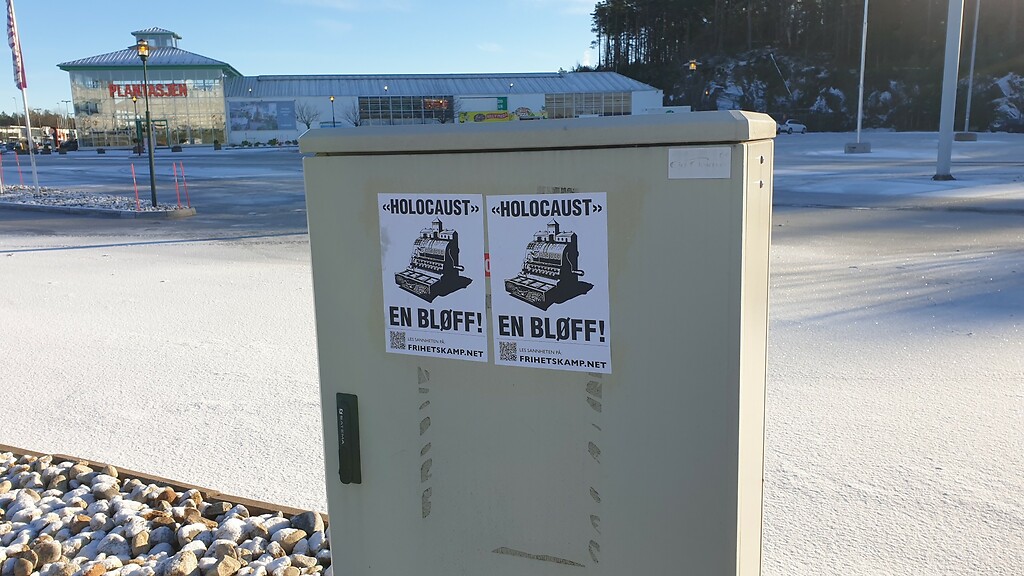 PLANTASJEN
«HOLOCAUST»
EN BLØFF!
LES SANNHETEN PÅ:
FRIHETSKAMP.NET
«HOLOCAUST»
EN BLØFF!
LES SANNHETEN PÅ:
FRIHETSKAMP.NET